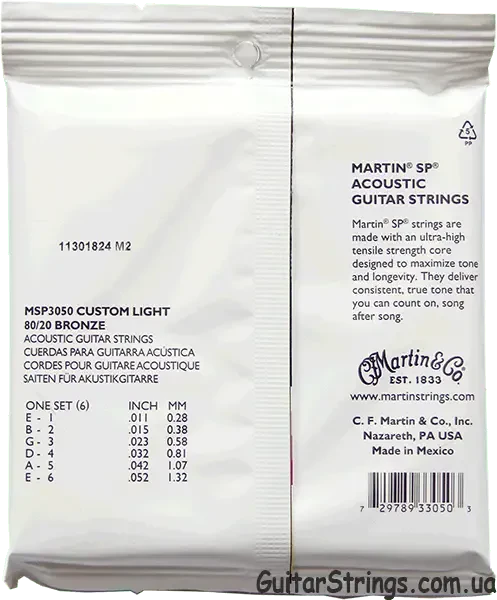 11301824 M2
MSP3050 CUSTOM LIGHT
80/20 BRONZE
ACOUSTIC GUITAR STRINGS
CUERDAS PARA GUITARRA ACÚSTICA
CORDES POUR GUITARE ACOUSTIQUE
SAITEN FÜR AKUSTIKGITARRE
ONE SET (6) INCH MM
E - 1 .011 0.28
B - 2 .015 0.38
G - 3 .023 0.58
D - 4 .032 0.81
A - 5 .042 1.07
E - 6 .052 1.32
5
PP
MARTIN® SP®
ACOUSTIC
GUITAR STRINGS
Martin® SP® strings are
made with an ultra-high
tensile strength core
designed to maximize tone
and longevity. They deliver
consistent, true tone that
you can count on, song
after song.
Martin & Co.
EST. 1833
www.martinstrings.com
C. F. Martin & Co., Inc.
Nazareth, PA USA
Made in Mexico
7 29789 33050 3
GuitarStrings.com.ua